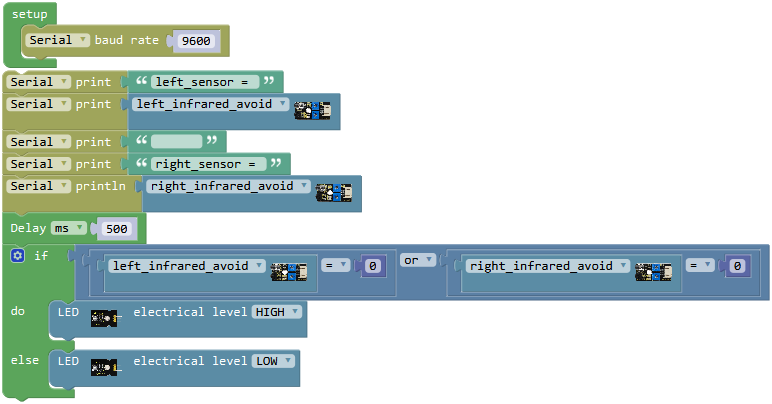 setup
Serial baud rate 9600
Serial print “ left_sensor = ”
Serial print left_infrared_avoid
Serial print “ ”
Serial print “ right_sensor = ”
Serial println right_infrared_avoid
Delay ms 500
if left_infrared_avoid = 0 or right_infrared_avoid = 0
do LED electrical level HIGH
else LED electrical level LOW